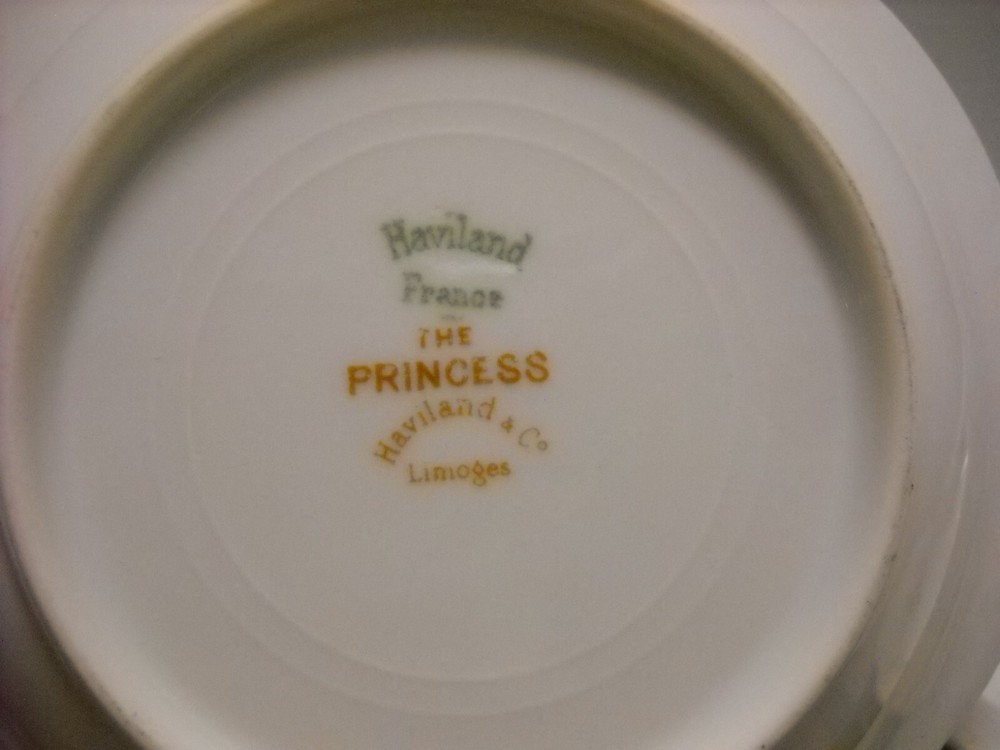 Haviland
France
THE
PRINCESS
Haviland & Co
Limoges